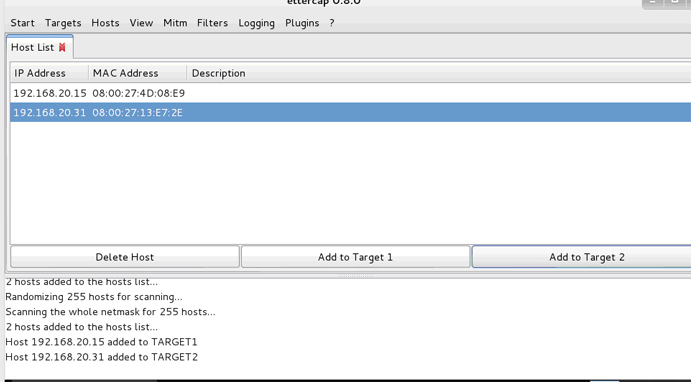 ettercap 0.8.0
Start Targets Hosts View Mitm Filters Logging Plugins ?
Host List
IP Address MAC Address Description
192.168.20.15 08:00:27:4D:08:E9
192.168.20.31 08:00:27:13:E7:2E
Delete Host Add to Target 1 Add to Target 2
2 hosts added to the hosts list...
Randomizing 255 hosts for scanning...
Scanning the whole netmask for 255 hosts...
2 hosts added to the hosts list...
Host 192.168.20.15 added to TARGET1
Host 192.168.20.31 added to TARGET2